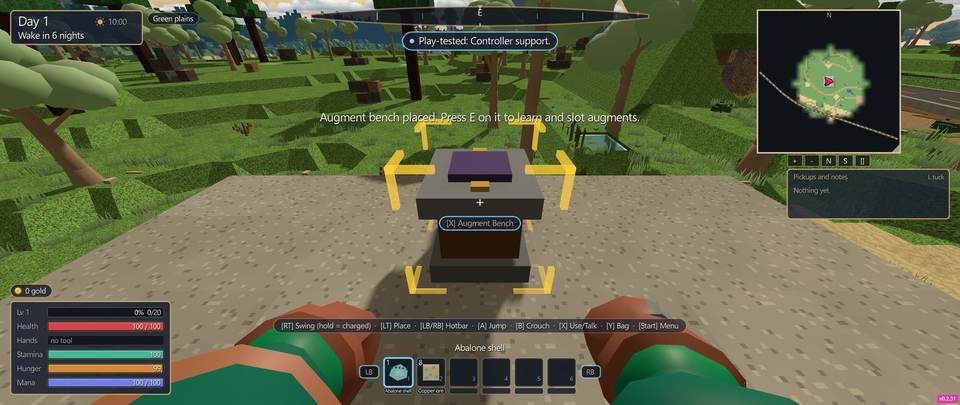 Day 1
10:00
Wake in 6 nights
Green plains
E
Play-tested: Controller support.
N
Augment bench placed. Press E on it to learn and slot augments.
+ - N S []
Pickups and notes
L tuck
Nothing yet.
[X] Augment Bench
0 gold
Lv 1
0% 0/20
Health
100 / 100
Hands
no tool
Stamina
100
Hunger
99
Mana
100 / 100
[RT] Swing (hold = charged) · [LT] Place · [LB/RB] Hotbar · [A] Jump · [B] Crouch · [X] Use/Talk · [Y] Bag · [Start] Menu
Abalone shell
LB
1
Abalone shell
8
2
Copper ore
3
4
5
6
RB
v0.2.31